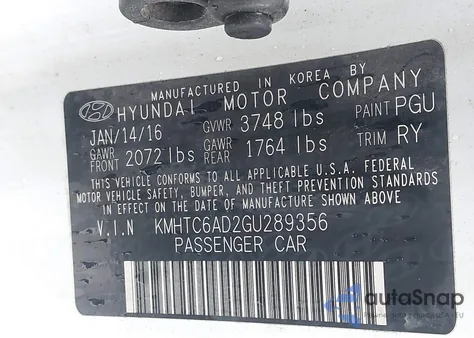 MANUFACTURED IN KOREA BY
HYUNDAI MOTOR COMPANY
JAN/14/16 GVWR 3748 lbs PAINT PGU
GAWR FRONT 2072 lbs GAWR REAR 1764 lbs TRIM RY
THIS VEHICLE CONFORMS TO ALL APPLICABLE U.S.A. FEDERAL
MOTOR VEHICLE SAFETY, BUMPER, AND THEFT PREVENTION STANDARDS
IN EFFECT ON THE DATE OF MANUFACTURE SHOWN ABOVE
V.I.N KMHTC6AD2GU289356
PASSENGER CAR
autoSnap